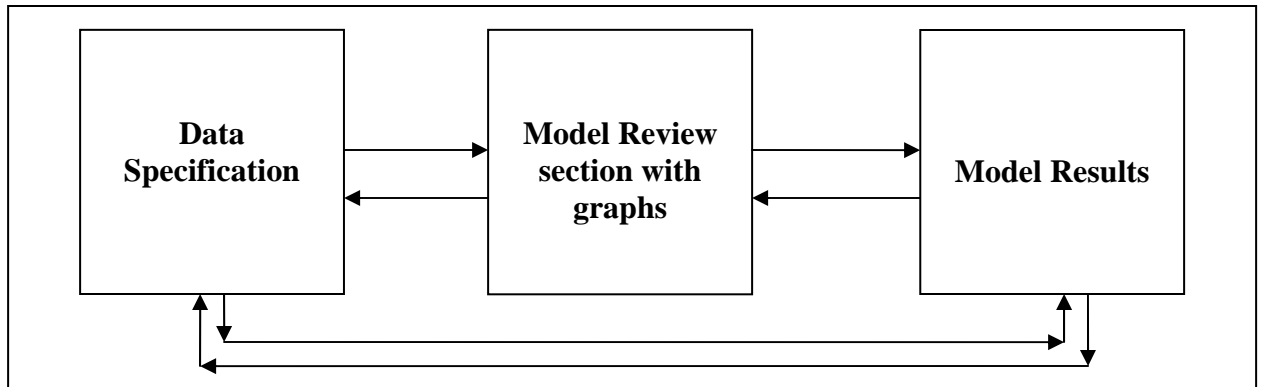 Data
Specification
Model Review
section with
graphs
Model Results